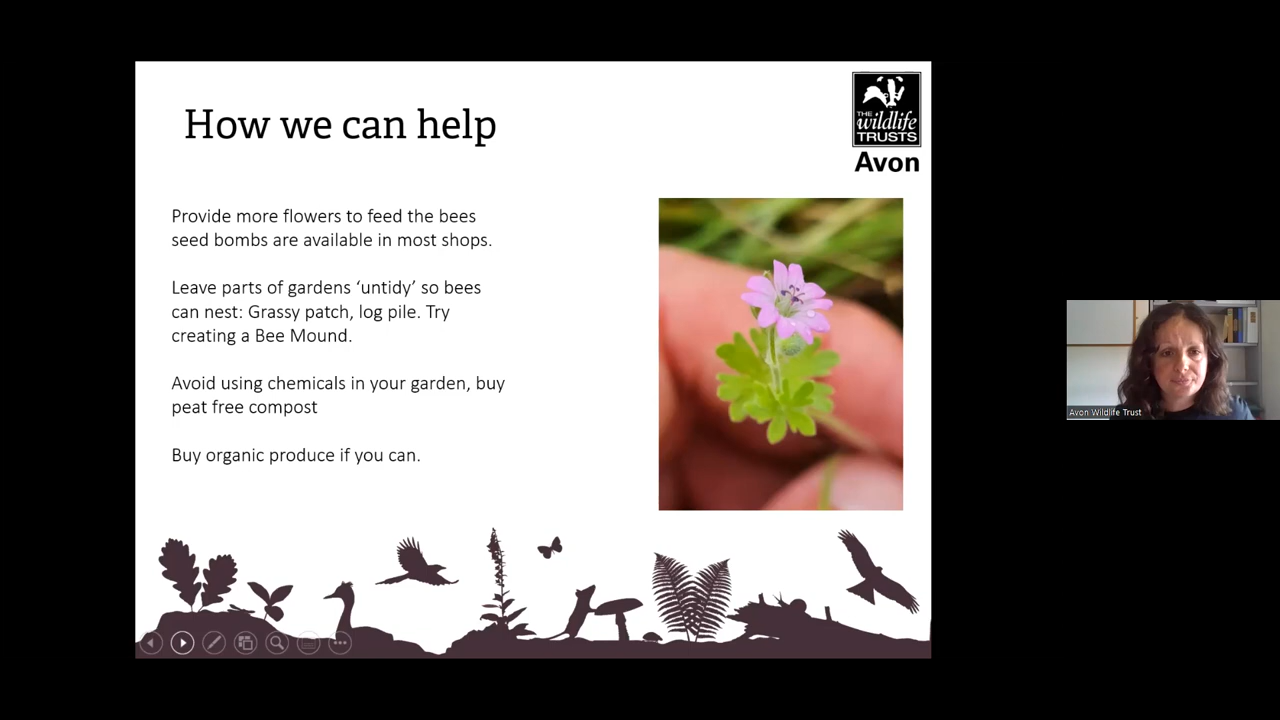 How we can help
THE
wildlife
TRUSTS
Avon
Provide more flowers to feed the bees
seed bombs are available in most shops.
Leave parts of gardens ‘untidy’ so bees
can nest: Grassy patch, log pile. Try
creating a Bee Mound.
Avoid using chemicals in your garden, buy
peat free compost
Buy organic produce if you can.
Avon Wildlife Trust